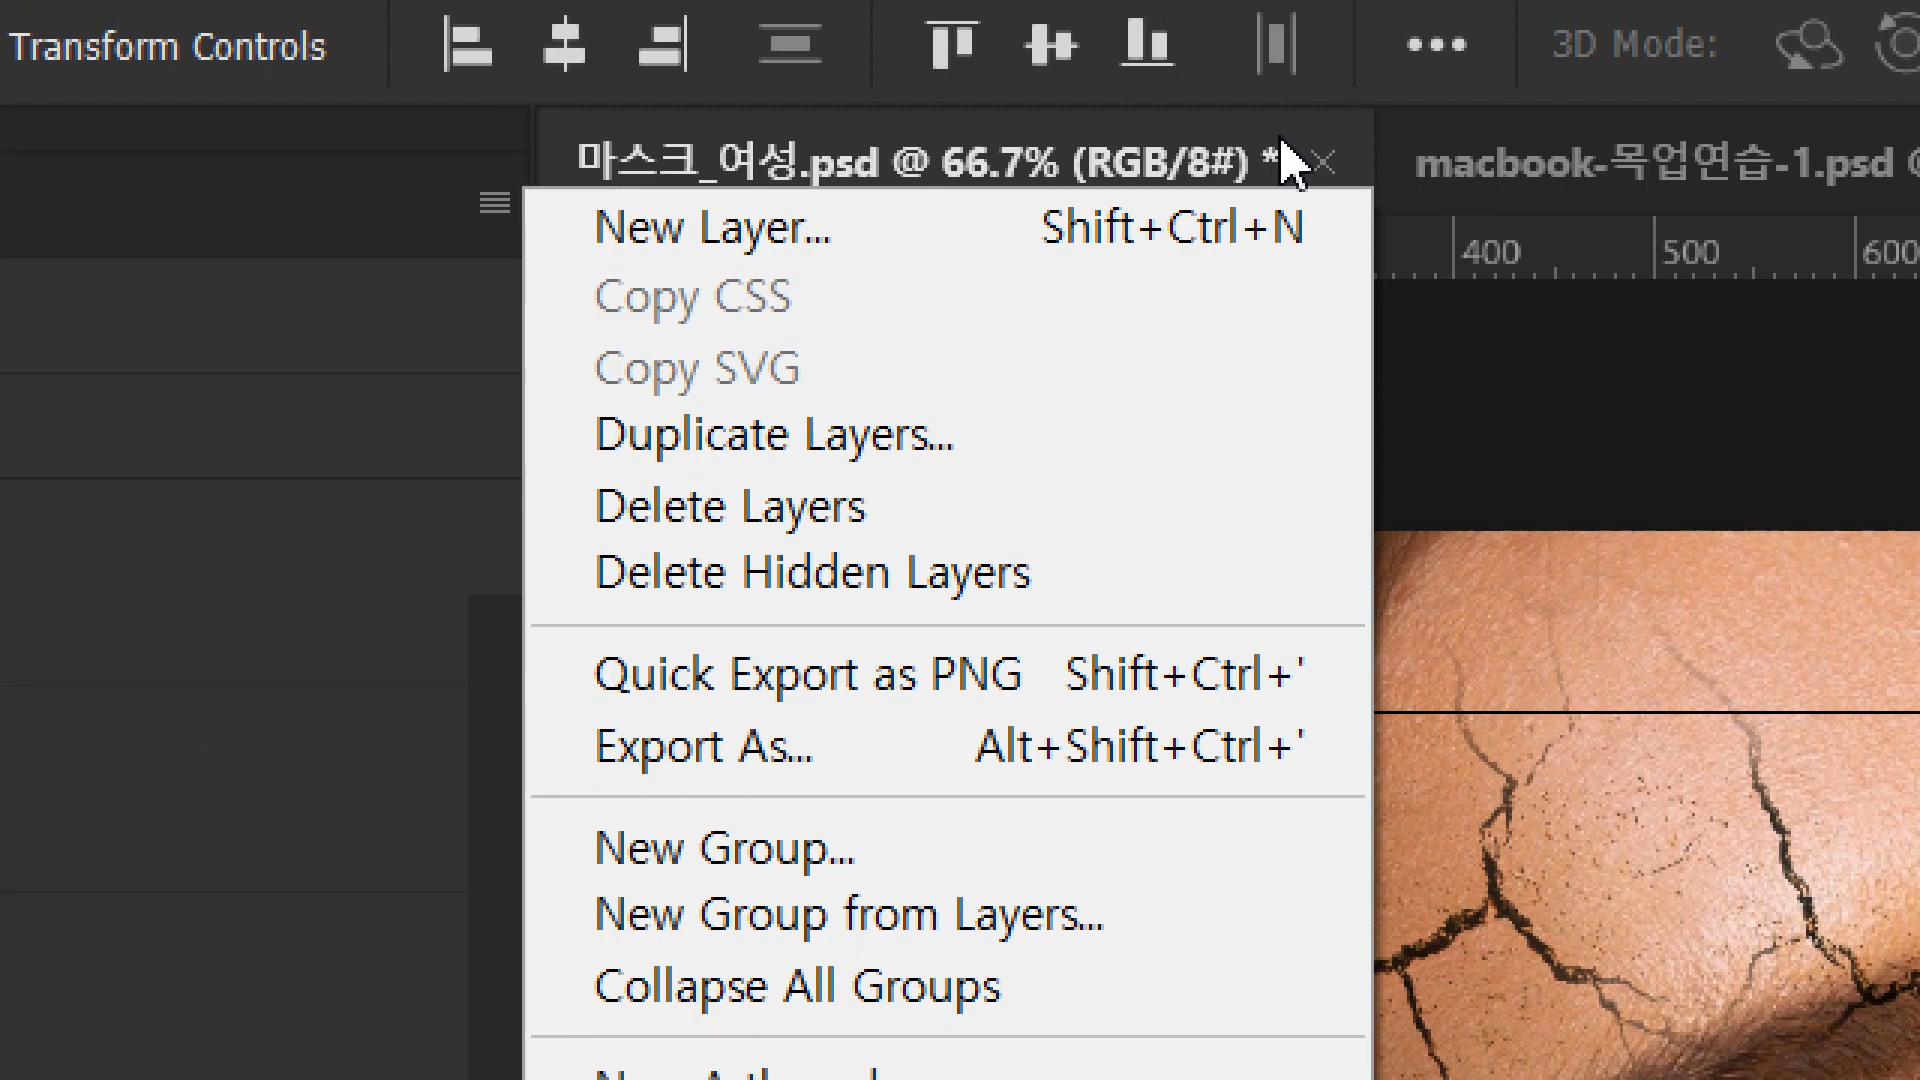 Transform Controls
3D Mode:
마스크_여성.psd @ 66.7% (RGB/8#) *
macbook-목업연습-1.psd
400 500 600
New Layer... Shift+Ctrl+N
Copy CSS
Copy SVG
Duplicate Layers...
Delete Layers
Delete Hidden Layers
Quick Export as PNG Shift+Ctrl+'
Export As... Alt+Shift+Ctrl+'
New Group...
New Group from Layers...
Collapse All Groups